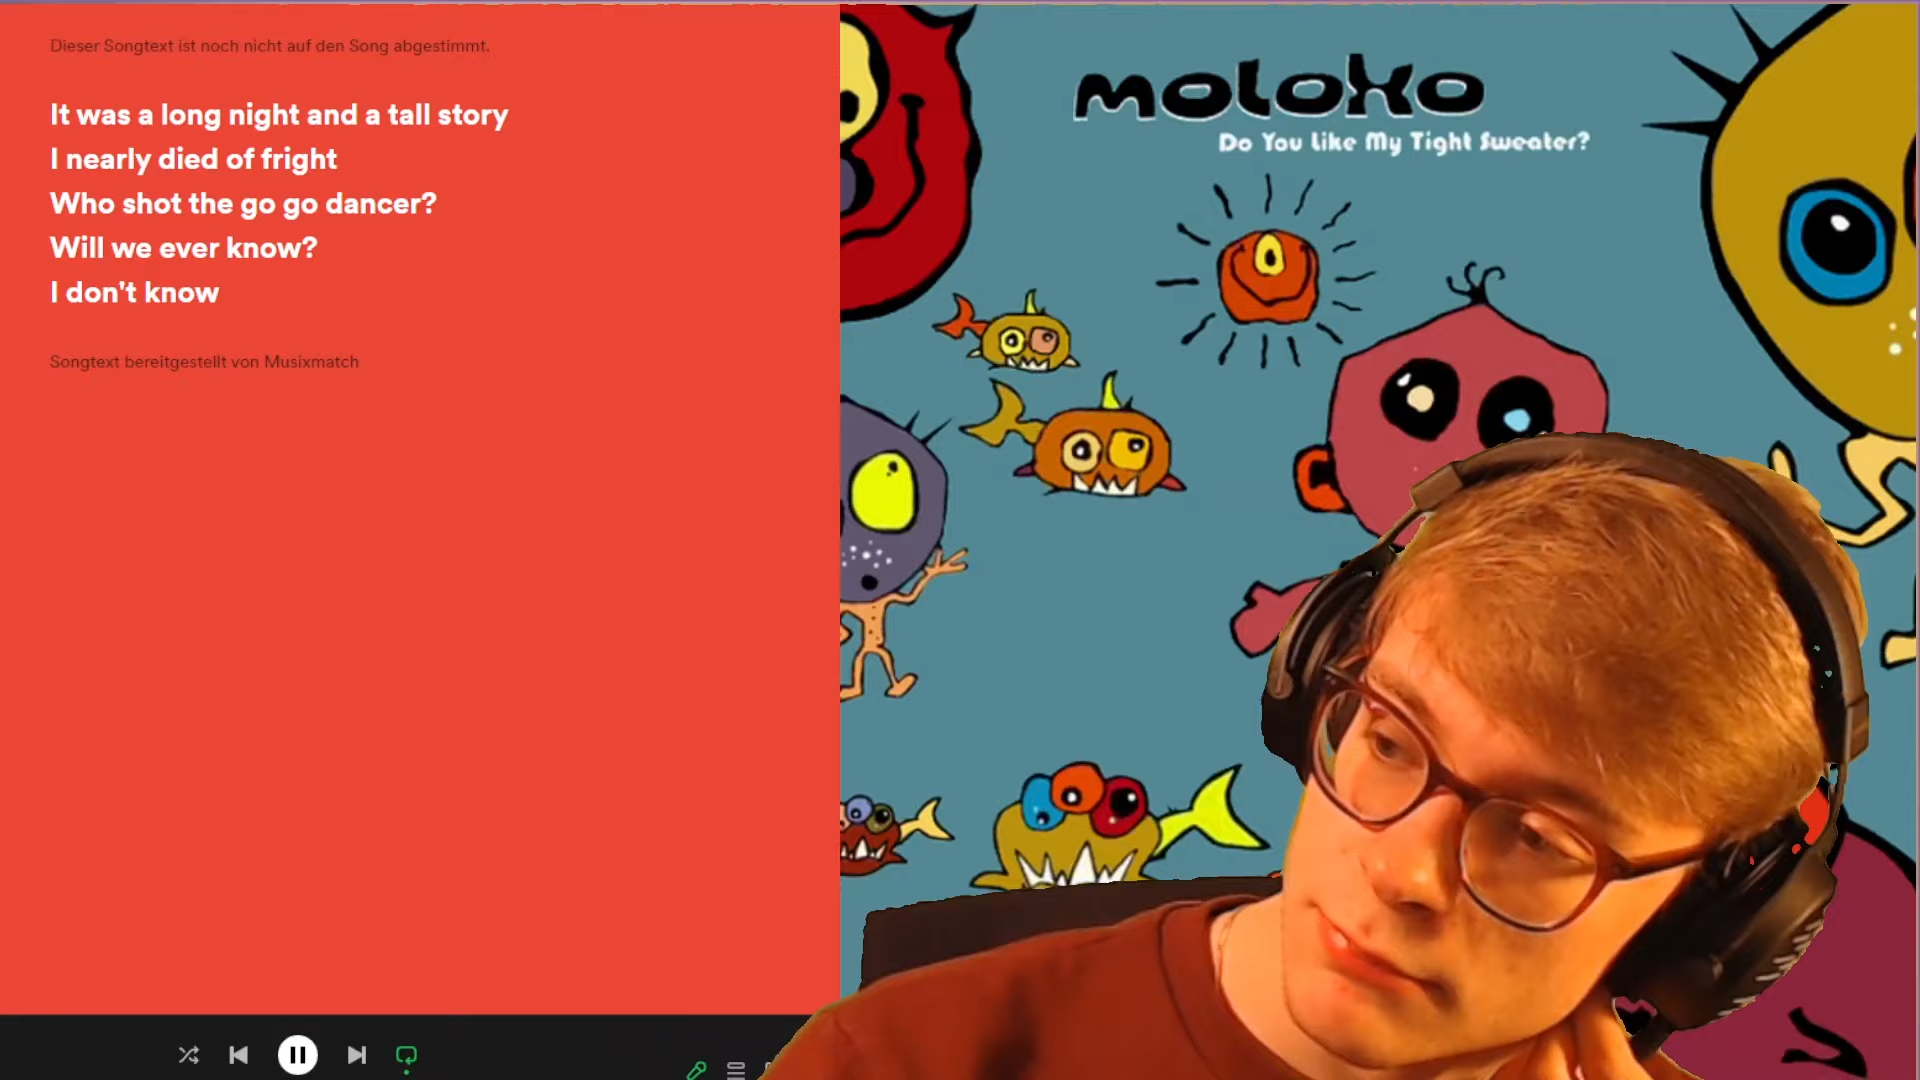 Dieser Songtext ist noch nicht auf den Song abgestimmt.
It was a long night and a tall story
I nearly died of fright
Who shot the go go dancer?
Will we ever know?
I don't know
Songtext bereitgestellt von Musixmatch
moloko
Do You Like My Tight Sweater?